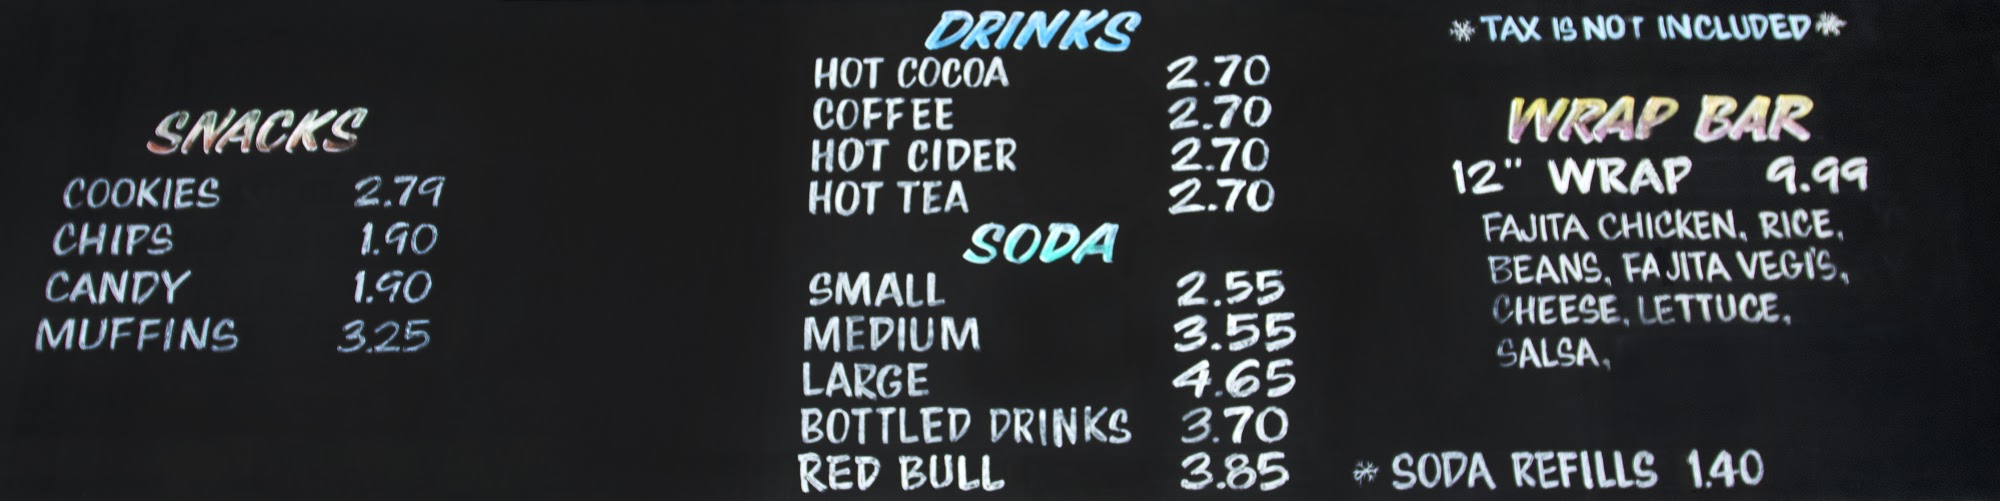 SNACKS
COOKIES 2.79
CHIPS 1.90
CANDY 1.90
MUFFINS 3.25
DRINKS
HOT COCOA 2.70
COFFEE 2.70
HOT CIDER 2.70
HOT TEA 2.70
SODA
SMALL 2.55
MEDIUM 3.55
LARGE 4.65
BOTTLED DRINKS 3.70
RED BULL 3.85
* TAX IS NOT INCLUDED *
WRAP BAR
12" WRAP 9.99
FAJITA CHICKEN, RICE,
BEANS, FAJITA VEGI'S,
CHEESE, LETTUCE,
SALSA,
* SODA REFILLS 1.40